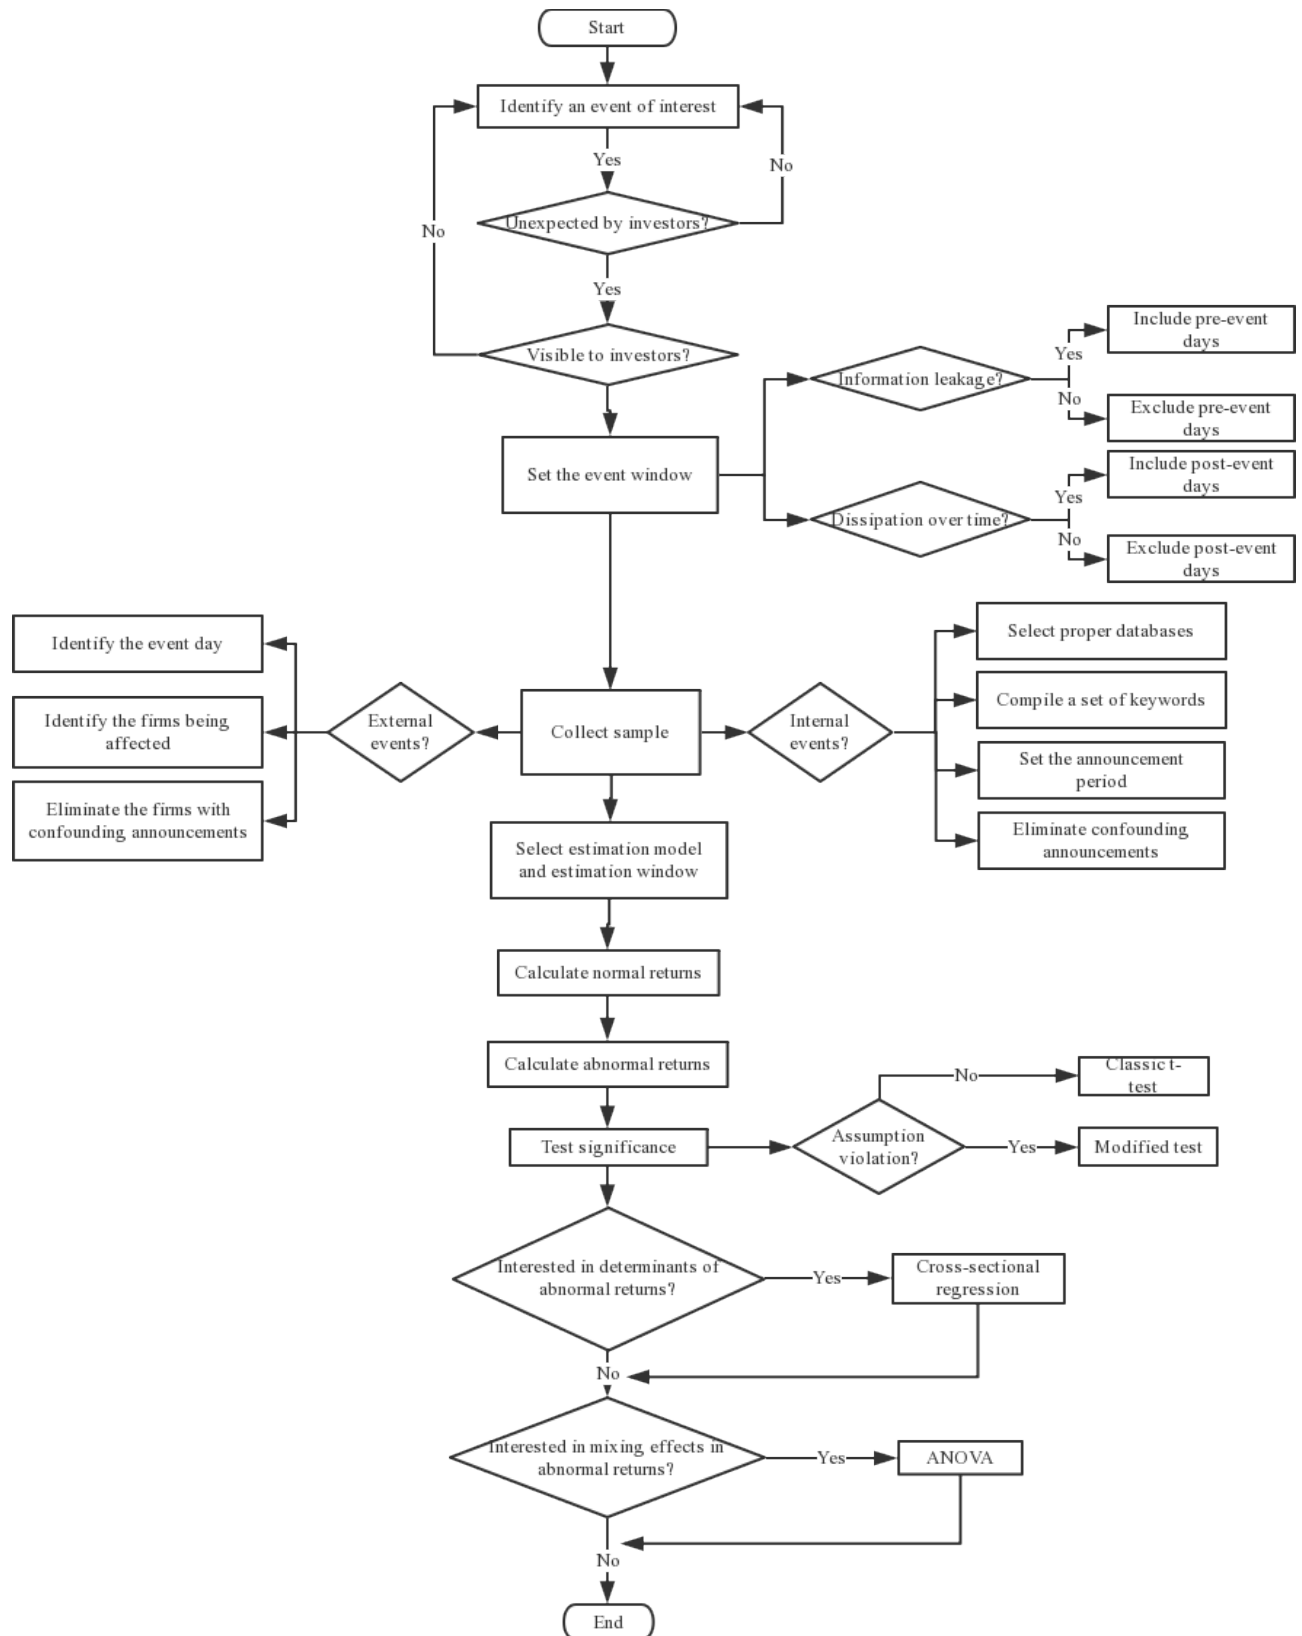 Start
Identify an event of interest
Yes
No
Unexpected by investors?
No
Yes
Visible to investors?
Include pre-event
days
Information leakage?
Yes
No
Exclude pre-event
days
Set the event window
Include post-event
days
Dissipation over time?
Yes
No
Exclude post-event
days
Identify the event day
Identify the firms being
affected
Eliminate the firms with
confounding announcements
External
events?
Collect sample
Internal
events?
Select proper databases
Compile a set of keywords
Set the announcement
period
Eliminate confounding
announcements
Select estimation model
and estimation window
Calculate normal returns
Calculate abnormal returns
Test significance
Assumption
violation?
No
Classic t-
test
Yes
Modified test
Interested in determinants of
abnormal returns?
Yes
Cross-sectional
regression
No
Interested in mixing effects in
abnormal returns?
Yes
ANOVA
No
End